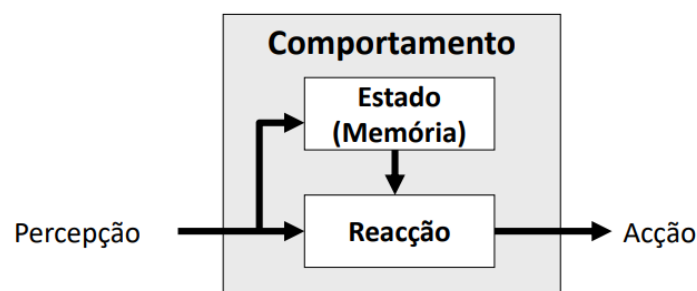 Comportamento
Estado
(Memória)
Percepção
Reacção
Acção